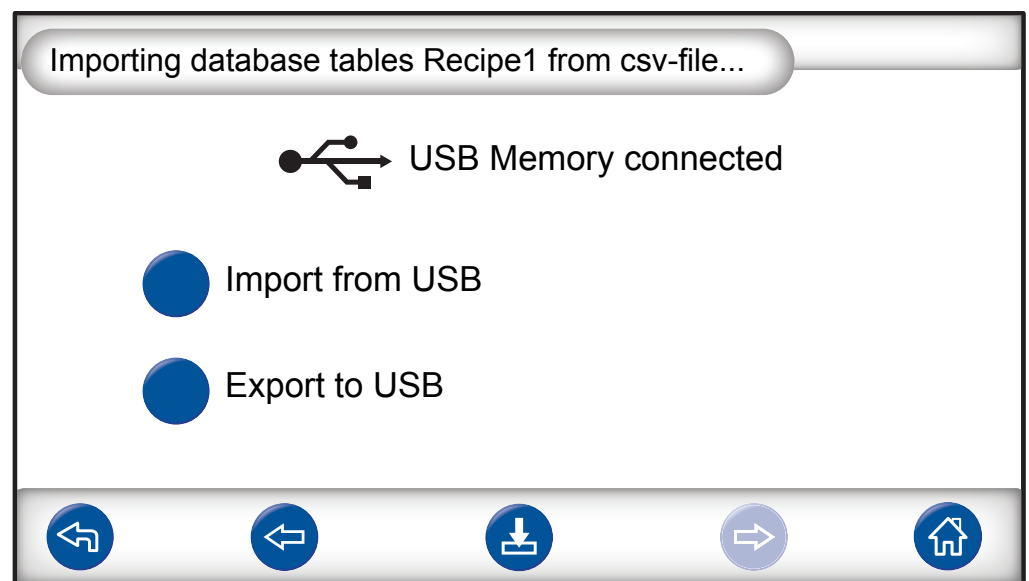 Importing database tables Recipe1 from csv-file...
USB Memory connected
Import from USB
Export to USB